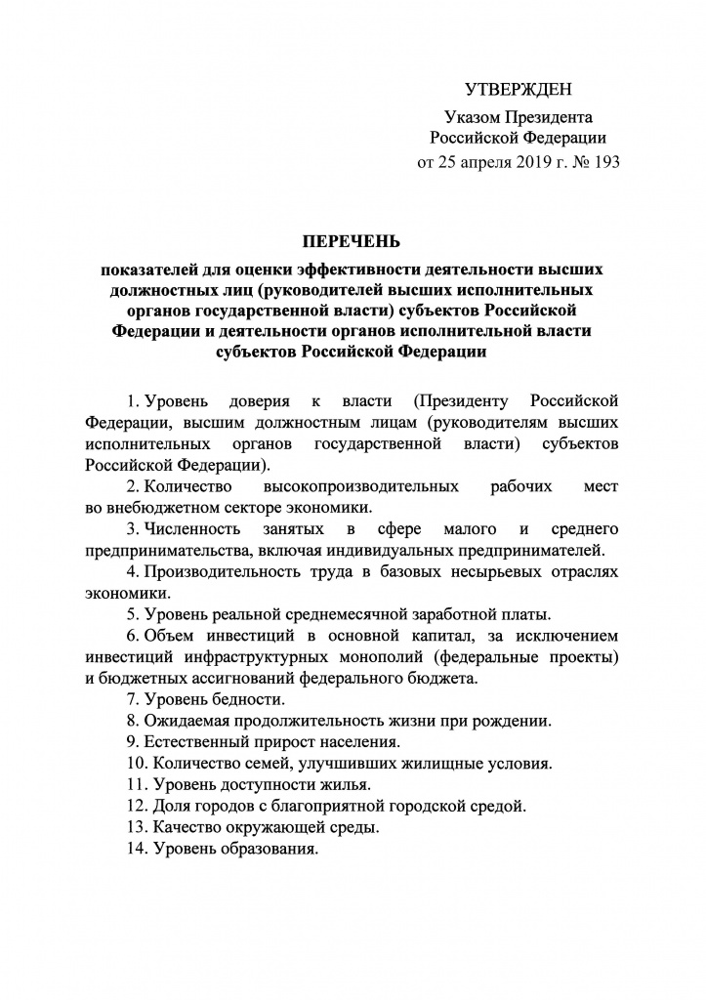 УТВЕРЖДЕН
Указом Президента
Российской Федерации
от 25 апреля 2019 г. № 193
ПЕРЕЧЕНЬ
показателей для оценки эффективности деятельности высших
должностных лиц (руководителей высших исполнительных
органов государственной власти) субъектов Российской
Федерации и деятельности органов исполнительной власти
субъектов Российской Федерации
1. Уровень доверия к власти (Президенту Российской
Федерации, высшим должностным лицам (руководителям высших
исполнительных органов государственной власти) субъектов
Российской Федерации).
2. Количество высокопроизводительных рабочих мест
во внебюджетном секторе экономики.
3. Численность занятых в сфере малого и среднего
предпринимательства, включая индивидуальных предпринимателей.
4. Производительность труда в базовых несырьевых отраслях
экономики.
5. Уровень реальной среднемесячной заработной платы.
6. Объем инвестиций в основной капитал, за исключением
инвестиций инфраструктурных монополий (федеральные проекты)
и бюджетных ассигнований федерального бюджета.
7. Уровень бедности.
8. Ожидаемая продолжительность жизни при рождении.
9. Естественный прирост населения.
10. Количество семей, улучшивших жилищные условия.
11. Уровень доступности жилья.
12. Доля городов с благоприятной городской средой.
13. Качество окружающей среды.
14. Уровень образования.